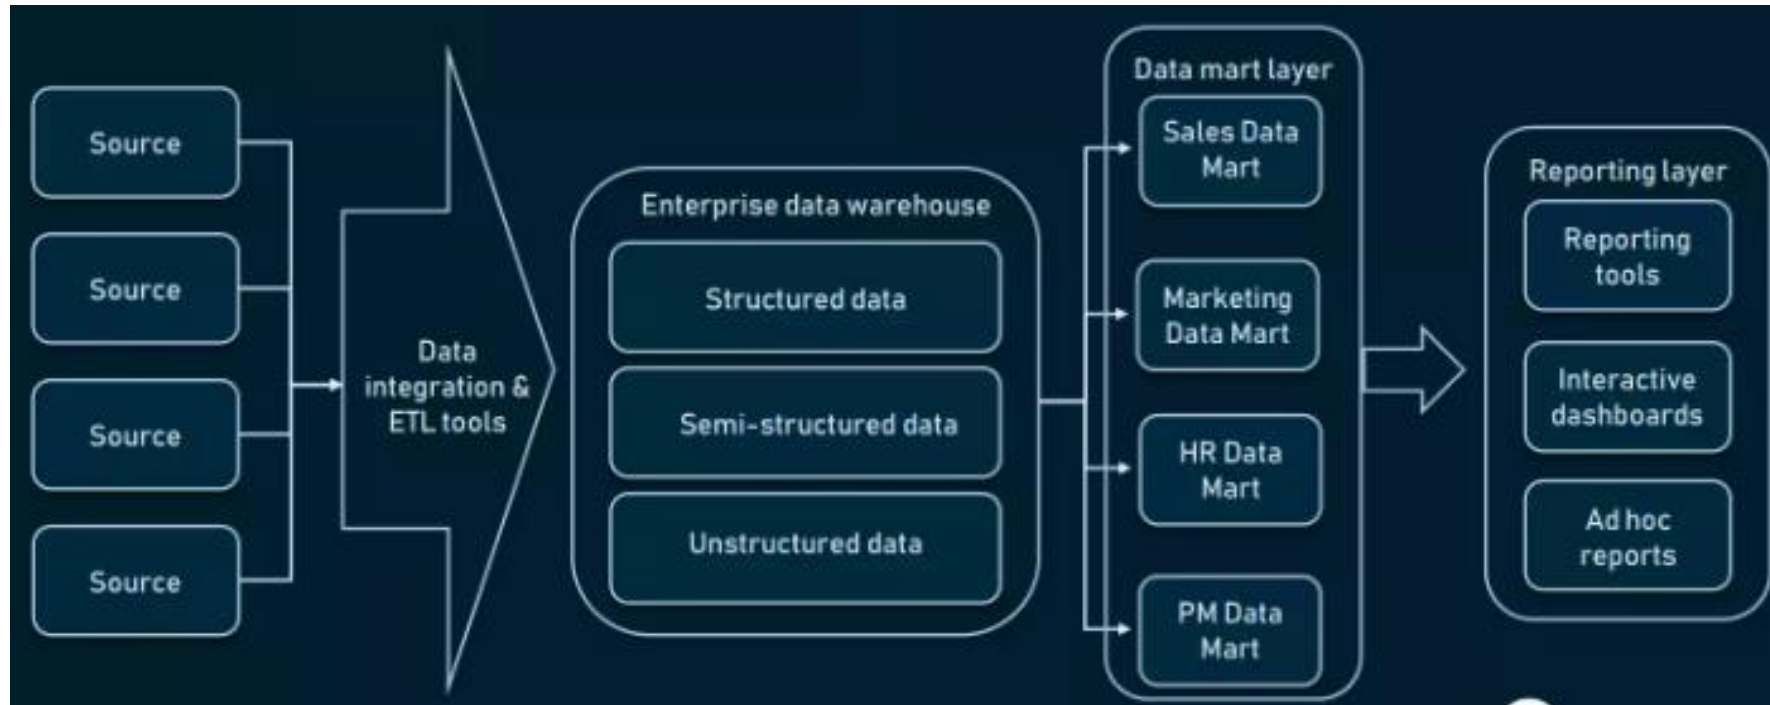 Source
Source
Source
Source
Data
integration &
ETL tools
Enterprise data warehouse
Structured data
Semi-structured data
Unstructured data
Data mart layer
Sales Data
Mart
Marketing
Data Mart
HR Data
Mart
PM Data
Mart
Reporting layer
Reporting
tools
Interactive
dashboards
Ad hoc
reports